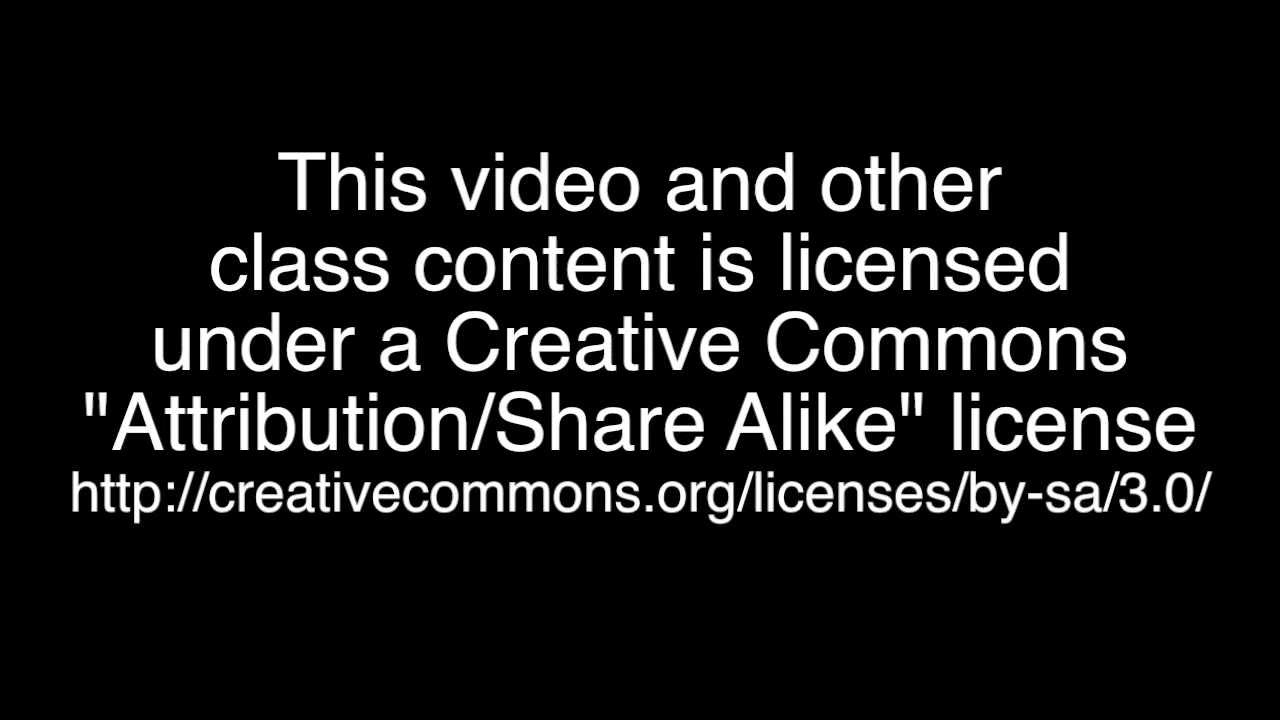 This video and other
class content is licensed
under a Creative Commons
"Attribution/Share Alike" license
http://creativecommons.org/licenses/by-sa/3.0/